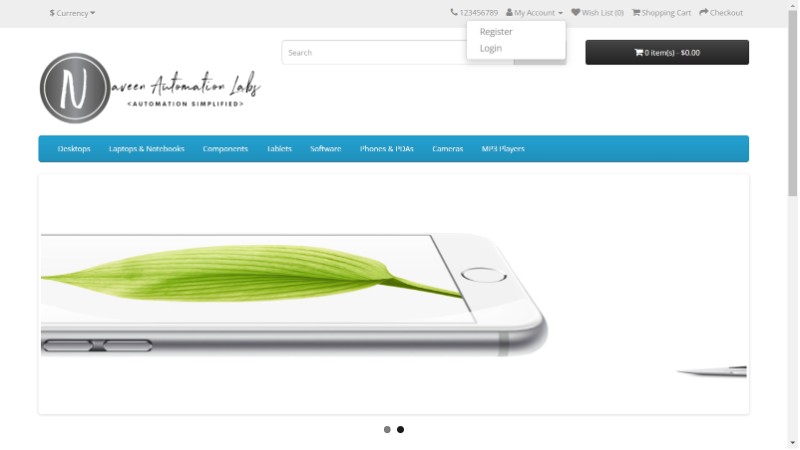 $ Currency
123456789 My Account Wish List (0) Shopping Cart Checkout
Register
Login
Search
0 item(s) - $0.00
N aveen Automation Labs
<AUTOMATION SIMPLIFIED>
Desktops Laptops & Notebooks Components Tablets Software Phones & PDAs Cameras MP3 Players